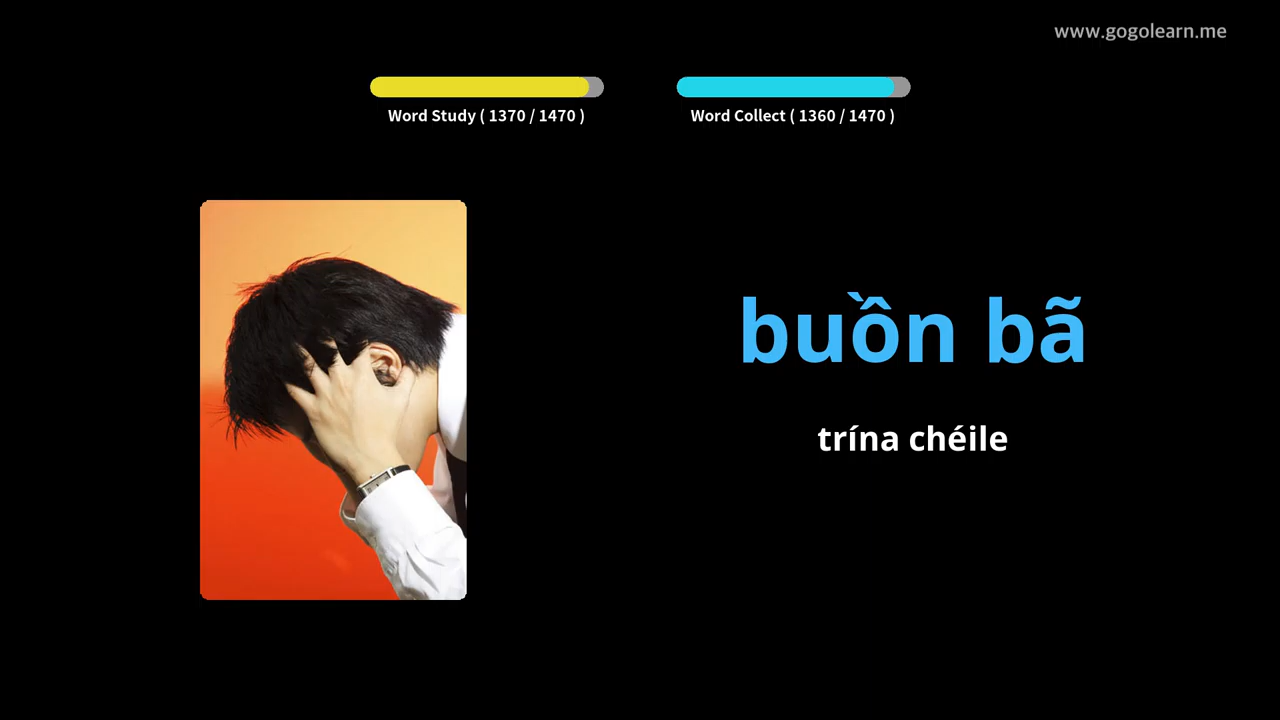 www.gogolearn.me
Word Study ( 1370 / 1470 )
Word Collect ( 1360 / 1470 )
buồn bã
trína chéile